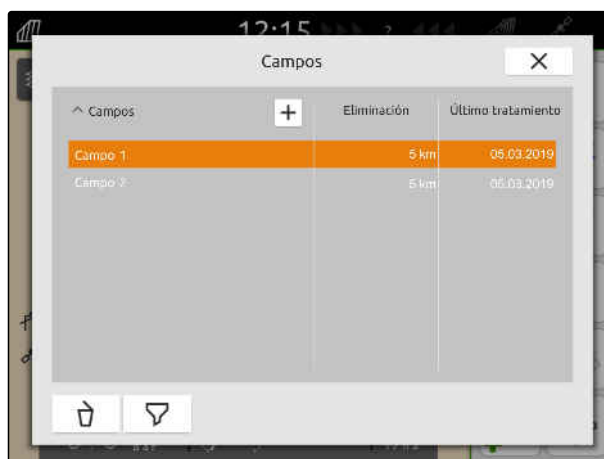 12:15
Campos
Campos Eliminación Último tratamiento
Campo 1 5 km 05.03.2019
Campo 2 5 km 05.03.2019